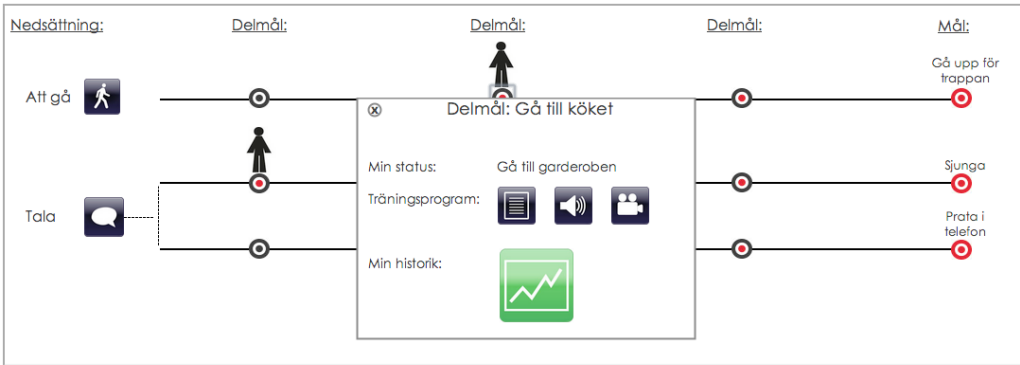 Nedsättning:
Delmål:
Delmål:
Delmål:
Mål:
Gå upp för
trappan
Att gå
Delmål: Gå till köket
Min status:
Gå till garderoben
Träningsprogram:
Min historik:
Sjunga
Tala
Prata i
telefon